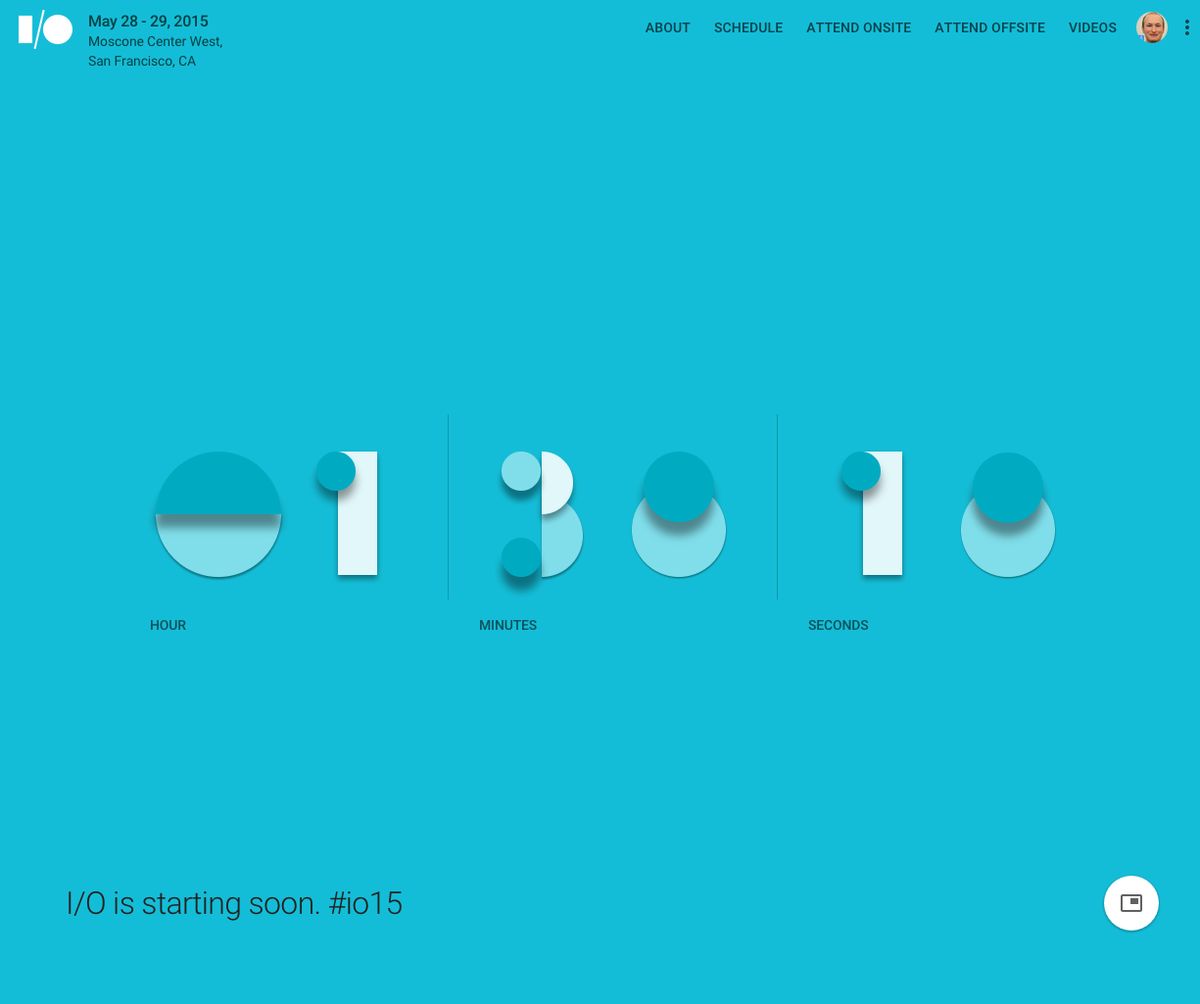 I/O
May 28 - 29, 2015
Moscone Center West,
San Francisco, CA
ABOUT
SCHEDULE
ATTEND ONSITE
ATTEND OFFSITE
VIDEOS
01
38
18
HOUR
MINUTES
SECONDS
I/O is starting soon. #io15